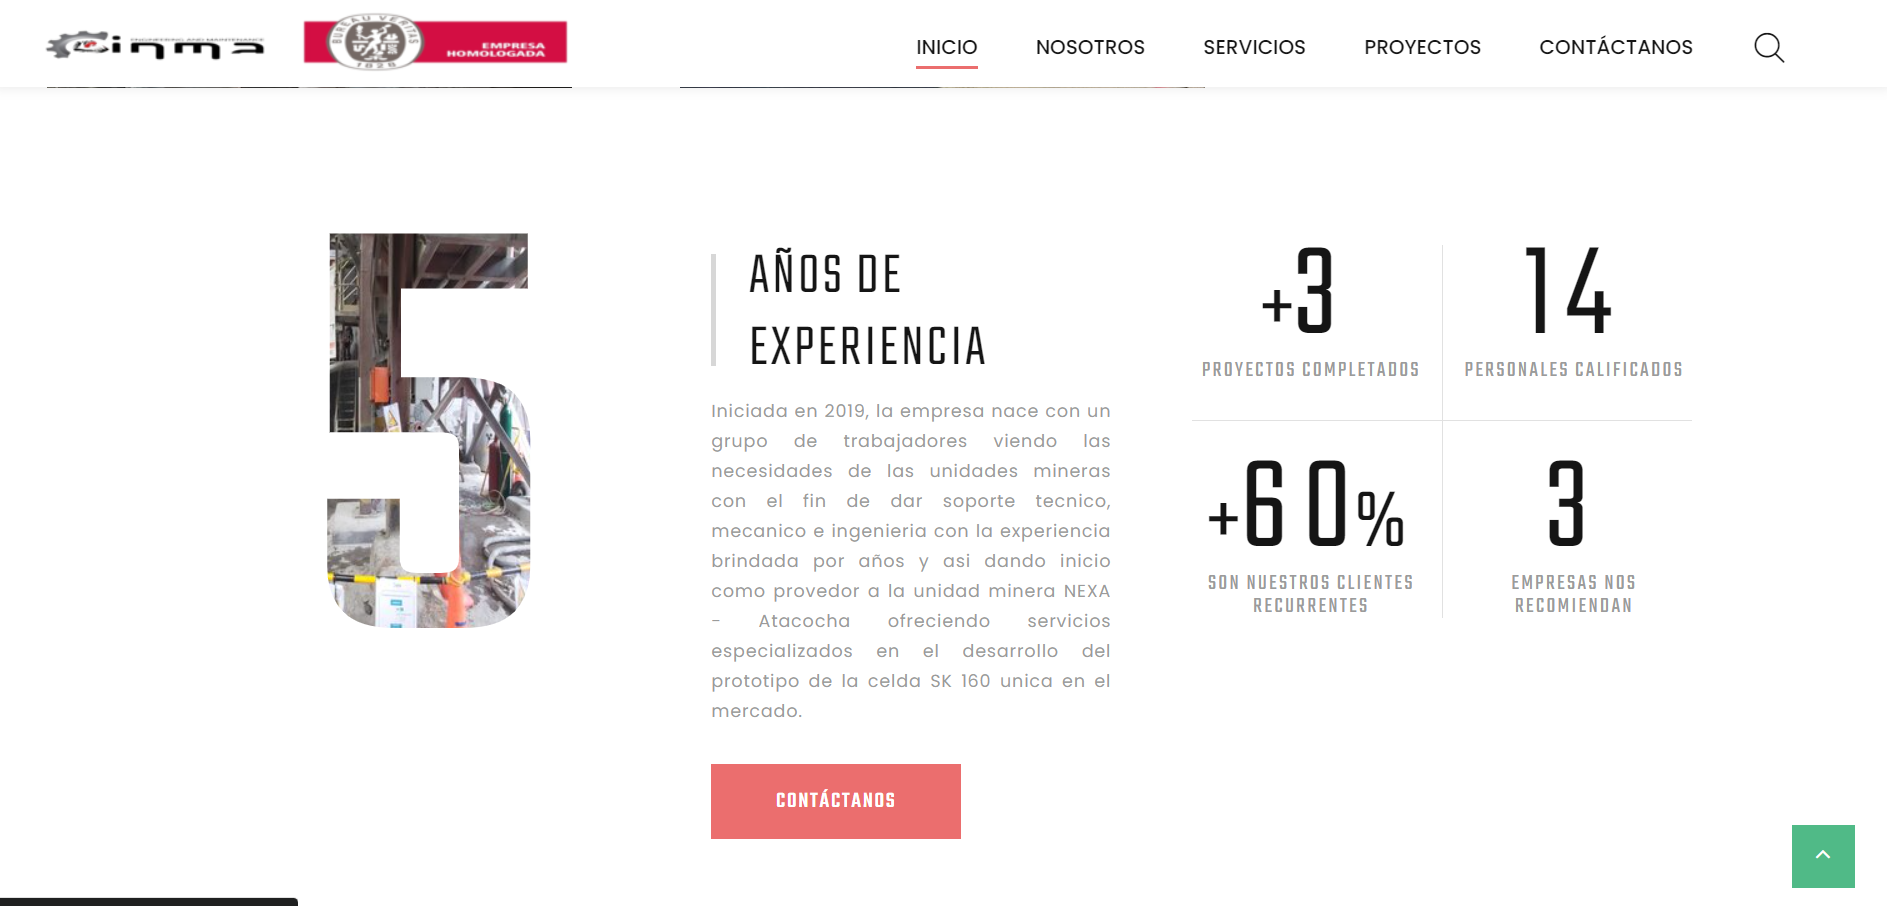 cinma
ENGINEERING AND MAINTENANCE
BUREAU VERITAS
1828
EMPRESA
HOMOLOGADA
INICIO
NOSOTROS
SERVICIOS
PROYECTOS
CONTÁCTANOS
5
AÑOS DE
EXPERIENCIA
Iniciada en 2019, la empresa nace con un
grupo de trabajadores viendo las
necesidades de las unidades mineras
con el fin de dar soporte tecnico,
mecanico e ingenieria con la experiencia
brindada por años y asi dando inicio
como provedor a la unidad minera NEXA
- Atacocha ofreciendo servicios
especializados en el desarrollo del
prototipo de la celda SK 160 unica en el
mercado.
CONTÁCTANOS
+3
PROYECTOS COMPLETADOS
14
PERSONALES CALIFICADOS
+60%
SON NUESTROS CLIENTES
RECURRENTES
3
EMPRESAS NOS
RECOMIENDAN